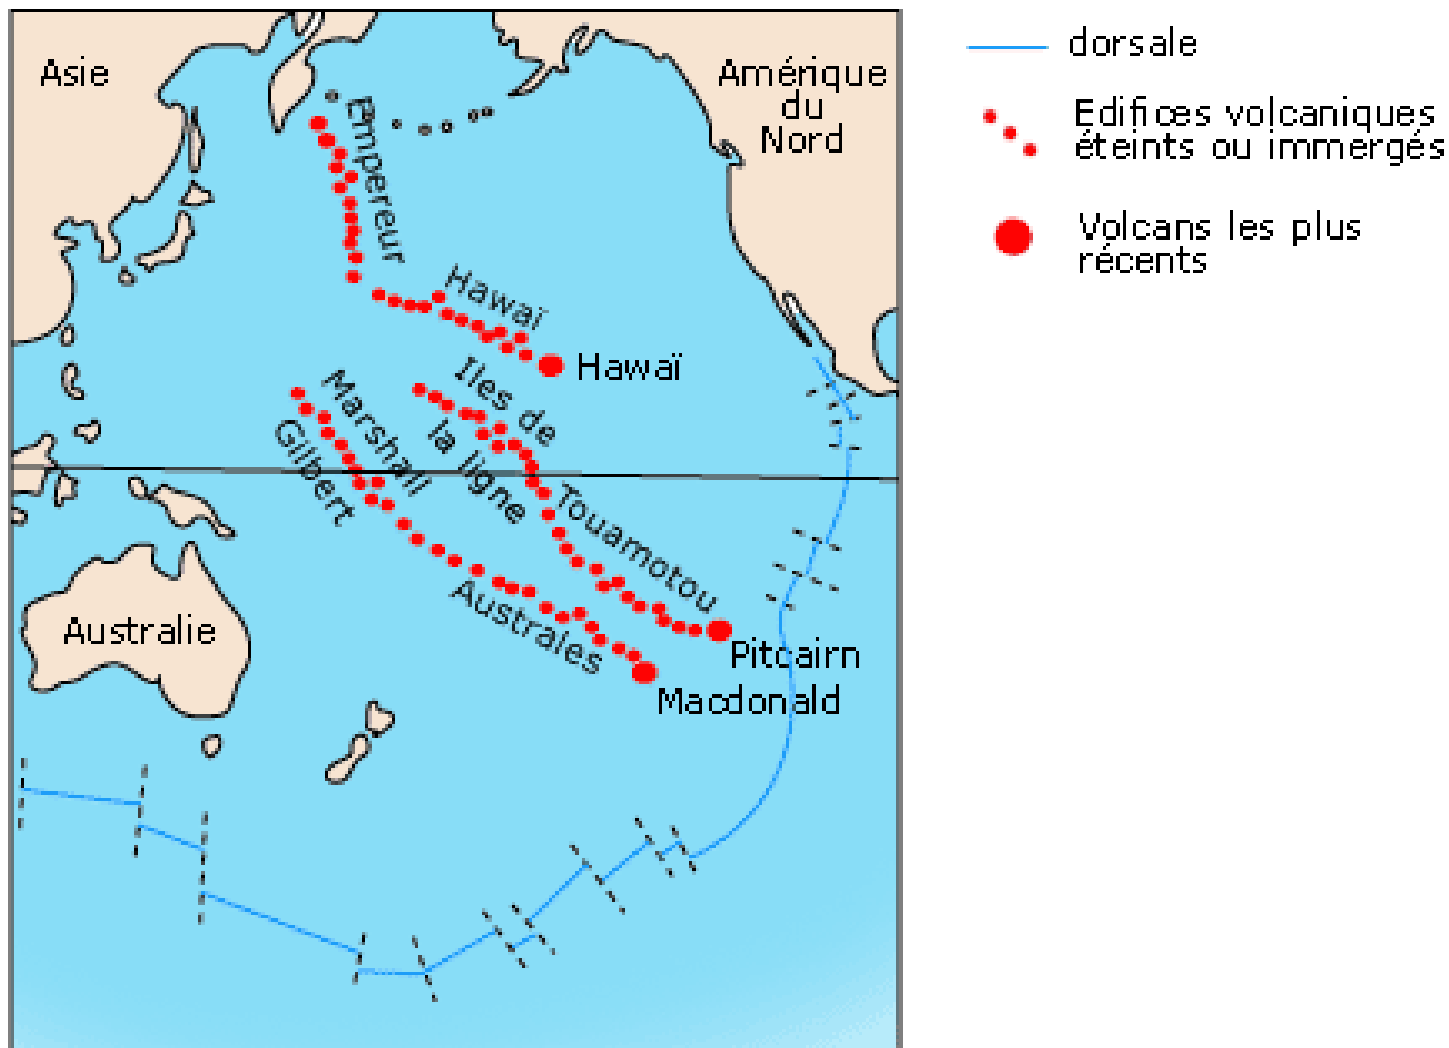 Asie
Amérique
du
Nord
Empereur
Hawaï
Hawaï
Iles de
la ligne
Marshall
Gilbert
Touamotou
Australes
Pitcairn
Macdonald
Australie
dorsale
Edifices volcaniques
éteints ou immergés
Volcans les plus
récents